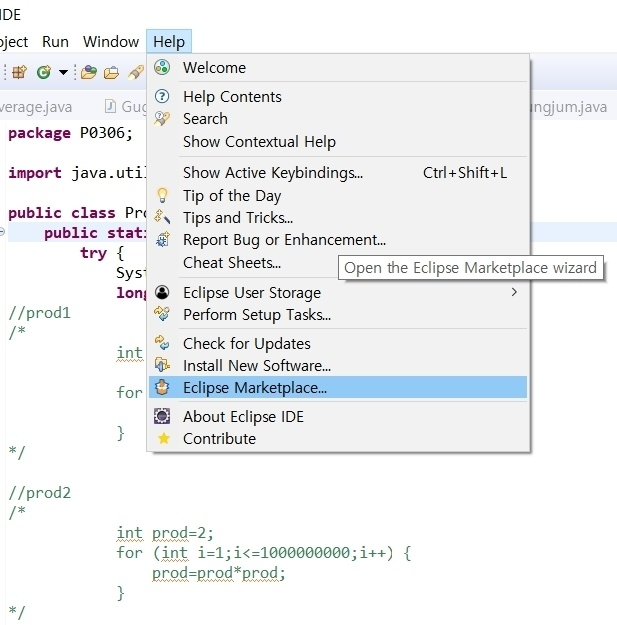 IDE
oject Run Window Help
verage.java Gug ungjum.java
Welcome
Help Contents
Search
Show Contextual Help
Show Active Keybindings... Ctrl+Shift+L
Tip of the Day
Tips and Tricks...
Report Bug or Enhancement...
Cheat Sheets...
Open the Eclipse Marketplace wizard
Eclipse User Storage
Perform Setup Tasks...
Check for Updates
Install New Software...
Eclipse Marketplace...
About Eclipse IDE
Contribute
package P0306;
import java.util
public class Pro
public stati
try {
Syst
long
//prod1
/*
int
for
}
*/
//prod2
/*
int prod=2;
for (int i=1;i<=1000000000;i++) {
prod=prod*prod;
}
*/